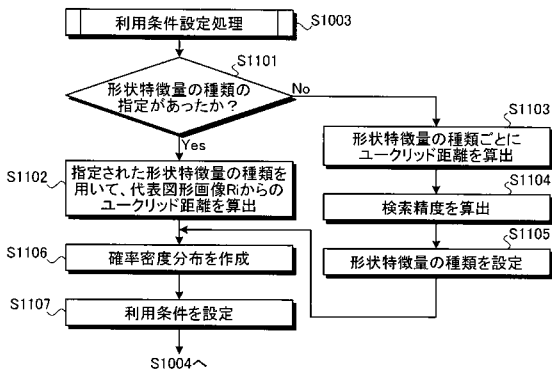 利用条件設定処理
S1003
S1101
形状特徴量の種類の
指定があったか?
No
Yes
S1103
形状特徴量の種類ごとに
ユークリッド距離を算出
S1102
指定された形状特徴量の種類を
用いて、代表図形画像Riからの
ユークリッド距離を算出
S1104
検索精度を算出
S1105
形状特徴量の種類を設定
S1106
確率密度分布を作成
S1107
利用条件を設定
S1004へ